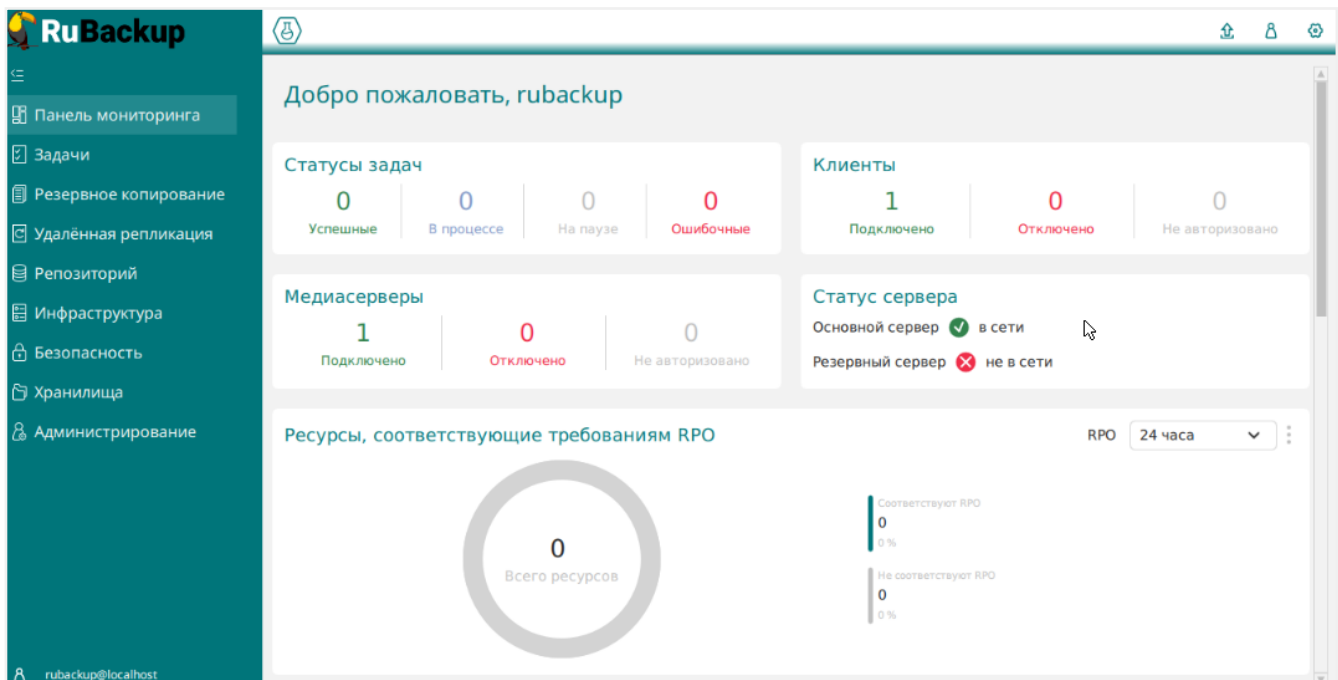 RuBackup
Добро пожаловать, rubackup
Панель мониторинга
Задачи
Резервное копирование
Удалённая репликация
Репозиторий
Инфраструктура
Безопасность
Хранилища
Администрирование
rubackup@localhost
Статусы задач
0 0 0 0
Успешные В процессе На паузе Ошибочные
Клиенты
1 0 0
Подключено Отключено Не авторизовано
Медиасерверы
1 0 0
Подключено Отключено Не авторизовано
Статус сервера
Основной сервер в сети
Резервный сервер не в сети
Ресурсы, соответствующие требованиям RPO
RPO 24 часа
0
Всего ресурсов
Соответствуют RPO
0
0 %
Не соответствуют RPO
0
0 %